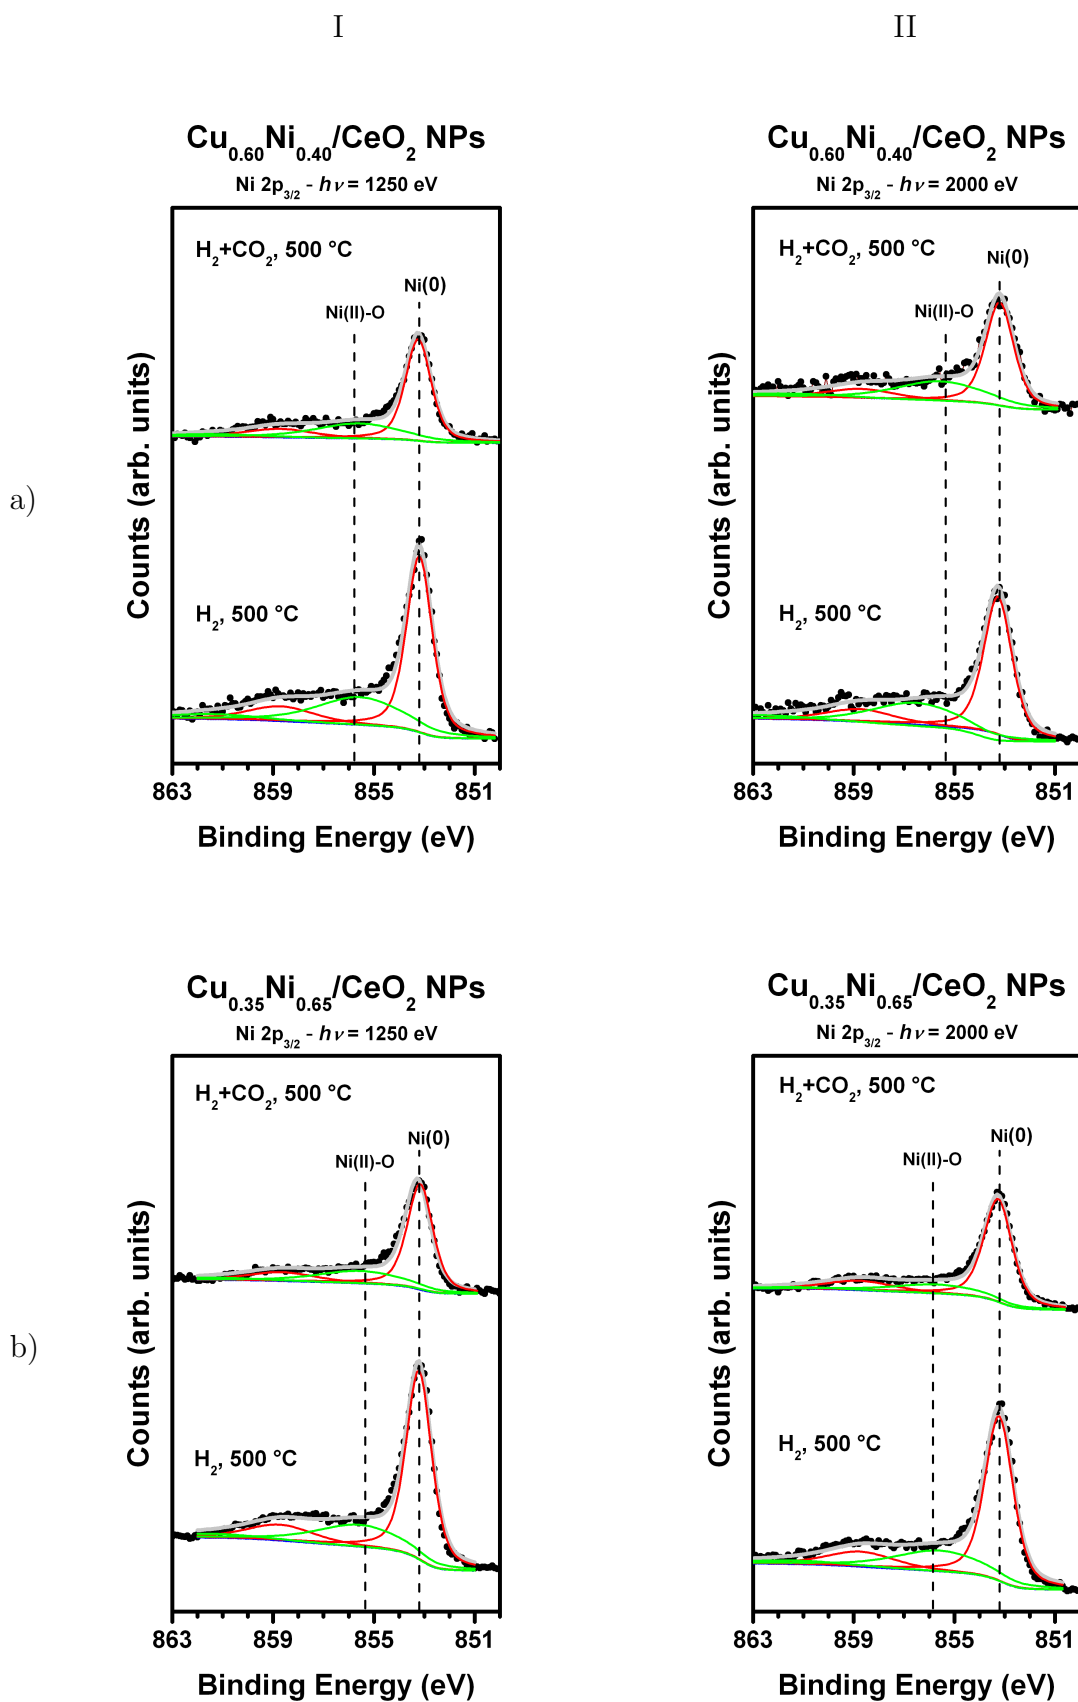 I
II
Cu0.60Ni0.40/CeO2 NPs
Ni 2p3/2 - hν = 1250 eV
H2+CO2, 500 °C
Ni(0)
Ni(II)-O
H2, 500 °C
Counts (arb. units)
863 859 855 851
Binding Energy (eV)
Cu0.60Ni0.40/CeO2 NPs
Ni 2p3/2 - hν = 2000 eV
H2+CO2, 500 °C
Ni(0)
Ni(II)-O
H2, 500 °C
Counts (arb. units)
863 859 855 851
Binding Energy (eV)
a)
Cu0.35Ni0.65/CeO2 NPs
Ni 2p3/2 - hν = 1250 eV
H2+CO2, 500 °C
Ni(0)
Ni(II)-O
H2, 500 °C
Counts (arb. units)
863 859 855 851
Binding Energy (eV)
Cu0.35Ni0.65/CeO2 NPs
Ni 2p3/2 - hν = 2000 eV
H2+CO2, 500 °C
Ni(0)
Ni(II)-O
H2, 500 °C
Counts (arb. units)
863 859 855 851
Binding Energy (eV)
b)